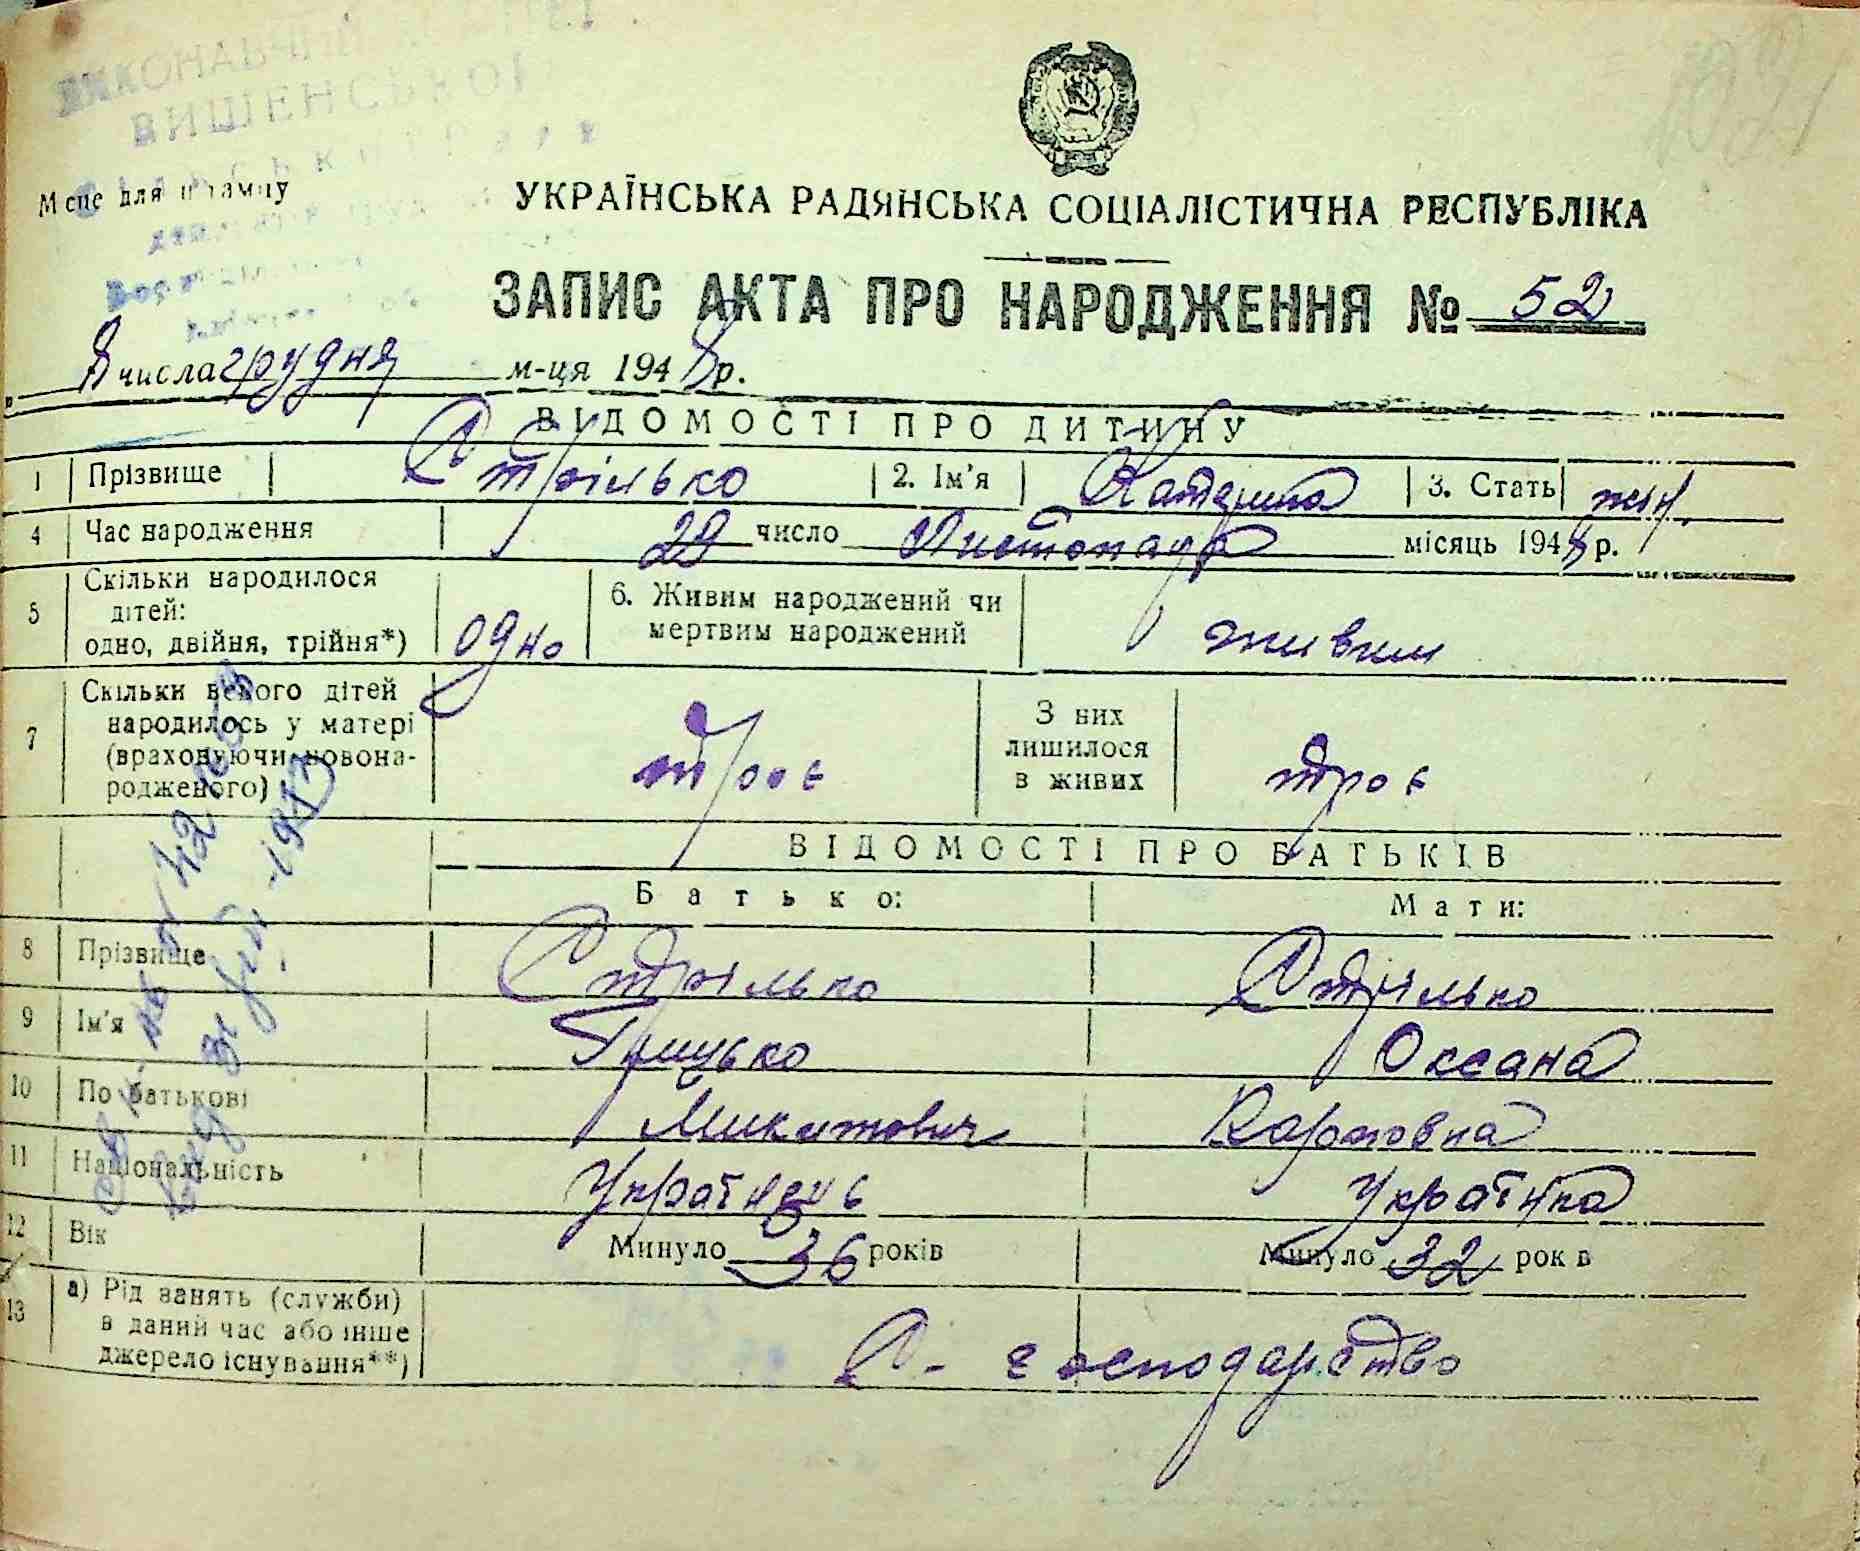 ВИКОНАВЧИЙ
ВИШЕНСЬКОЇ
Місце для штампу
УКРАЇНСЬКА РАДЯНСЬКА СОЦІАЛІСТИЧНА РЕСПУБЛІКА
ЗАПИС АКТА ПРО НАРОДЖЕННЯ № 52
„ 8 числа грудня м-ця 1948 р.
ВІДОМОСТІ ПРО ДИТИНУ
1 Прізвище Стрілько 2. Ім'я Катерина 3. Стать жін.
4 Час народження 29 число Листопада місяць 1948 р.
5 Скільки народилося дітей: одно, двійня, трійня*) одно 6. Живим народжений чи мертвим народжений живим
7 Скільки всього дітей народилось у матері (враховуючи новонародженого) троє З них лишилося в живих троє
ВІДОМОСТІ ПРО БАТЬКІВ
Батько: Мати:
8 Прізвище Стрілько Стрілько
9 Ім'я Грицько Оксана
10 По батькові Микитович Карповна
11 Національність Українець Українка
12 Вік Минуло 36 років Минуло 32 років
13 а) Рід занять (служби) в даний час або інше джерело існування**) С-господарство